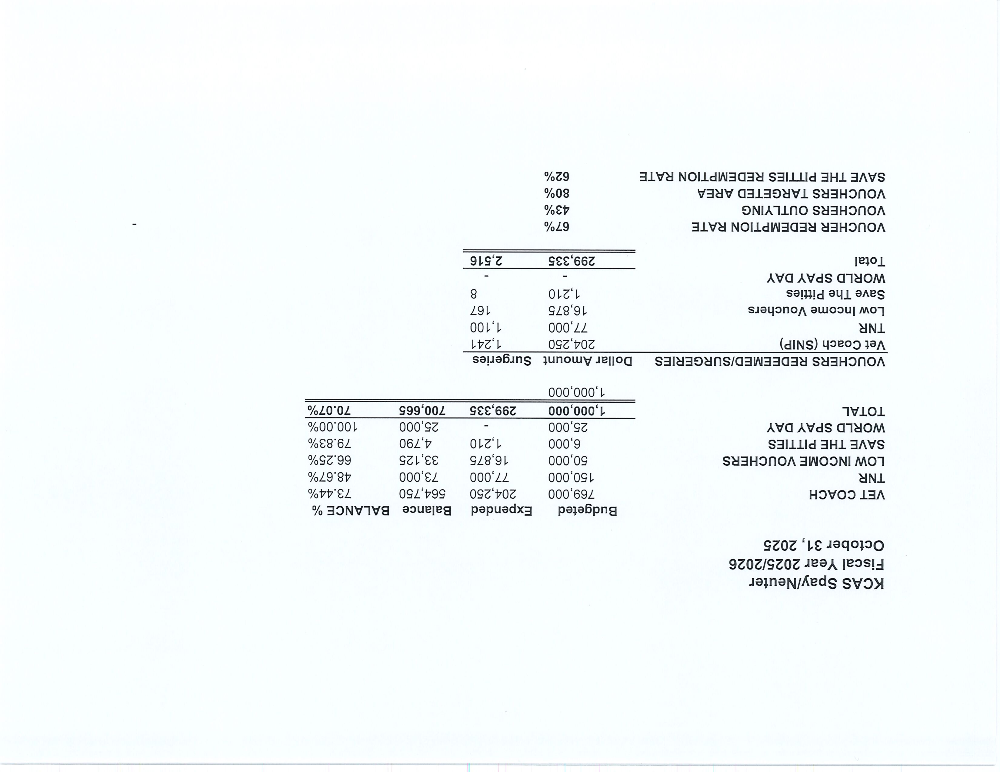 KCAS Spay/Neuter
Fiscal Year 2025/2026
October 31, 2025
Budgeted Expended Balance BALANCE %
VET COACH 769,000 204,250 564,750 73.44%
TNR 150,000 77,000 73,000 48.67%
LOW INCOME VOUCHERS 50,000 16,875 33,125 66.25%
SAVE THE PITTIES 6,000 1,210 4,790 79.83%
WORLD SPAY DAY 25,000 - 25,000 100.00%
TOTAL 1,000,000 299,335 700,665 70.07%
1,000,000
VOUCHERS REDEEMED/SURGERIES Dollar Amount Surgeries
Vet Coach (SNIP) 204,250 1,241
TNR 77,000 1,100
Low Income Vouchers 16,875 167
Save The Pitties 1,210 8
WORLD SPAY DAY - -
Total 299,335 2,516
VOUCHER REDEMPTION RATE 67% -
VOUCHERS OUTLYING 43%
VOUCHERS TARGETED AREA 80%
SAVE THE PITTIES REDEMPTION RATE 62%